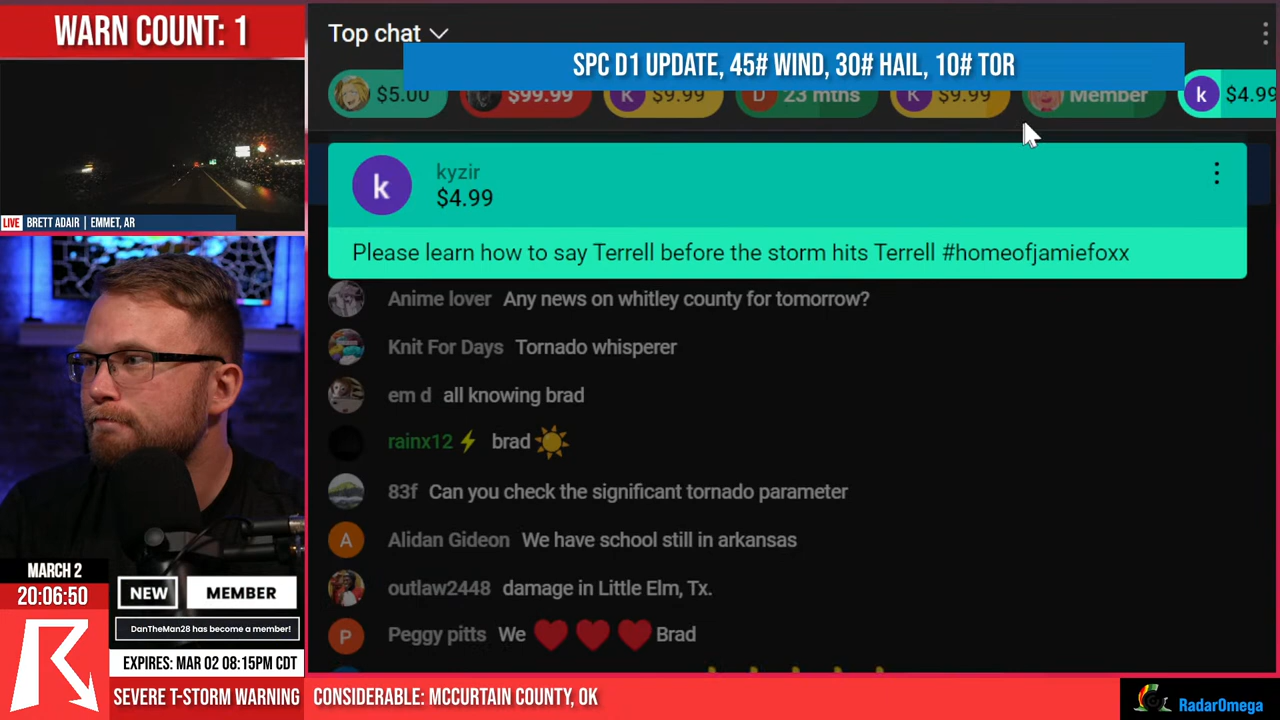 WARN COUNT: 1
Top chat
SPC D1 UPDATE, 45# WIND, 30# HAIL, 10# TOR
$5.00
$99.99
K $9.99
D 23 mths
K $9.99
Member
k $4.99
k
kyzir
$4.99
Please learn how to say Terrell before the storm hits Terrell #homeofjamiefoxx
LIVE BRETT ADAIR | EMMET, AR
Anime lover Any news on whitley county for tomorrow?
Knit For Days Tornado whisperer
em d all knowing brad
rainx12 brad
83f Can you check the significant tornado parameter
A Alidan Gideon We have school still in arkansas
outlaw2448 damage in Little Elm, Tx.
P Peggy pitts We Brad
MARCH 2
20:06:50
NEW MEMBER
DanTheMan28 has become a member!
EXPIRES: MAR 02 08:15PM CDT
SEVERE T-STORM WARNING
CONSIDERABLE: MCCURTAIN COUNTY, OK
RadarOmega